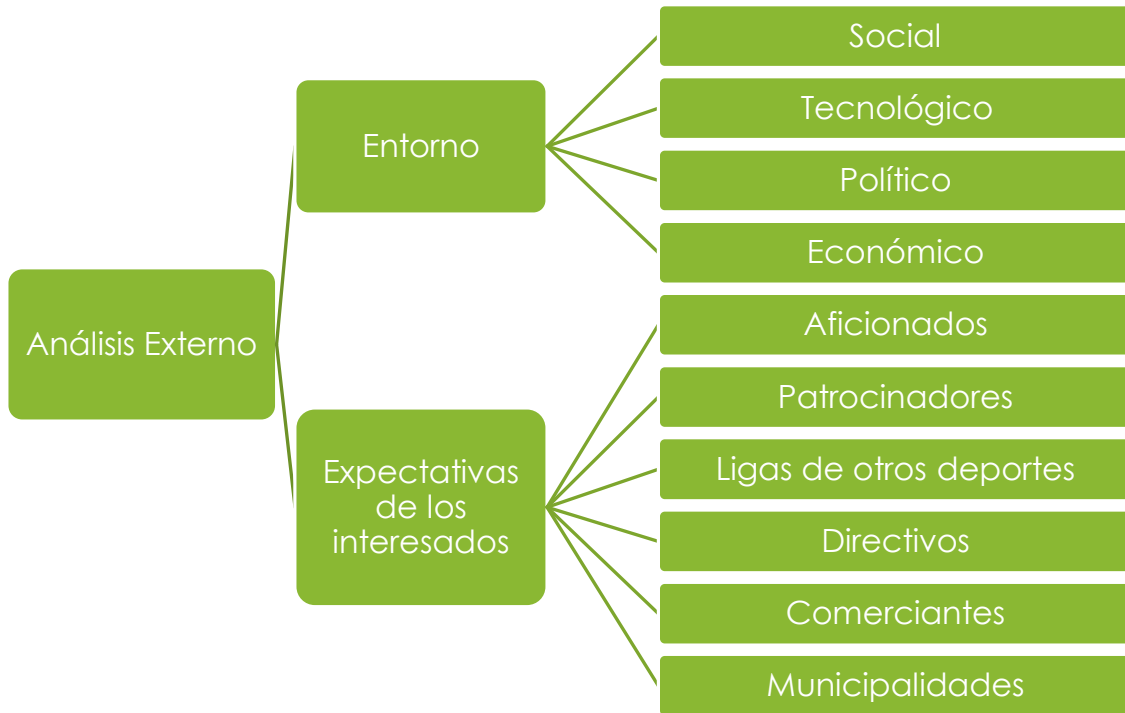 Análisis Externo
Entorno
Social
Tecnológico
Político
Económico
Expectativas
de los
interesados
Aficionados
Patrocinadores
Ligas de otros deportes
Directivos
Comerciantes
Municipalidades